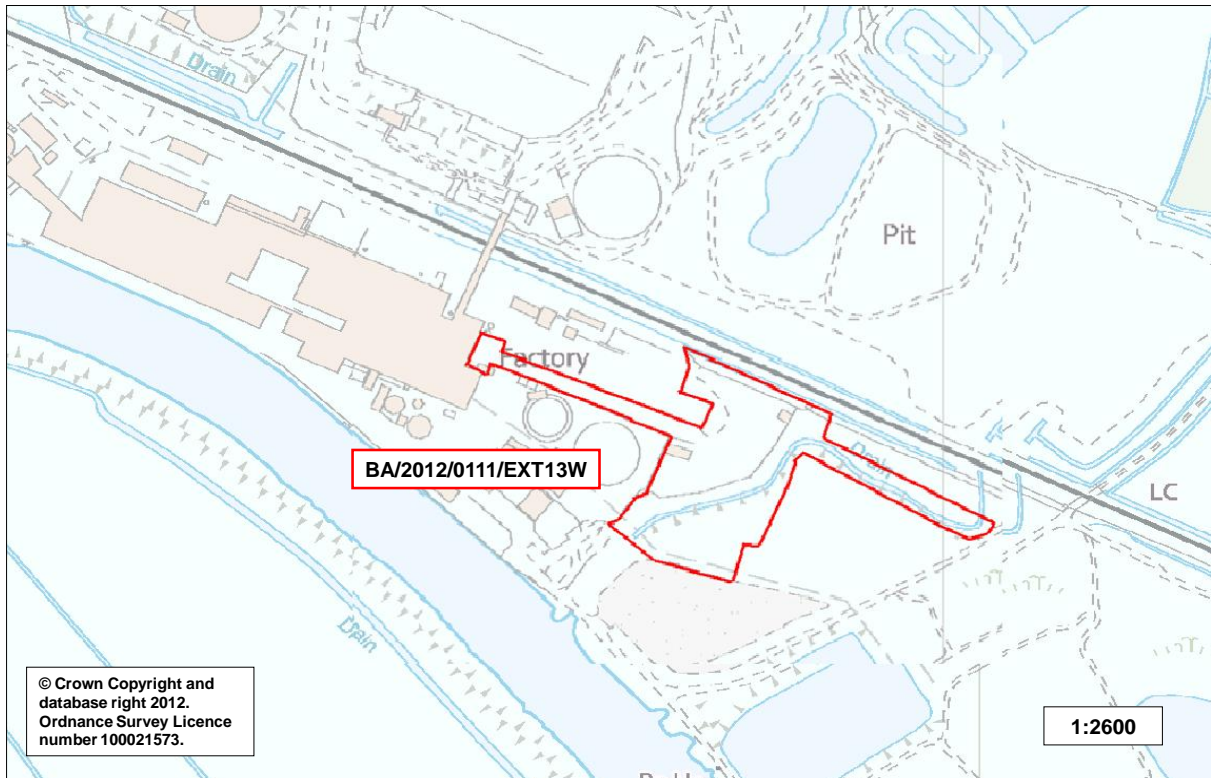 Drain
Pit
Factory
BA/2012/0111/EXT13W
Drain
LC
Drain
© Crown Copyright and
database right 2012.
Ordnance Survey Licence
number 100021573.
1:2600